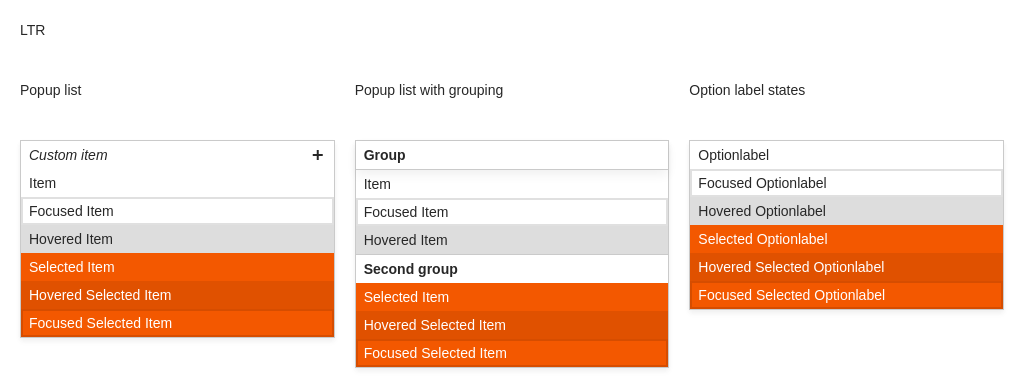 LTR
Popup list
Custom item
Item
Focused Item
Hovered Item
Selected Item
Hovered Selected Item
Focused Selected Item
Popup list with grouping
Group
Item
Focused Item
Hovered Item
Second group
Selected Item
Hovered Selected Item
Focused Selected Item
Option label states
Optionlabel
Focused Optionlabel
Hovered Optionlabel
Selected Optionlabel
Hovered Selected Optionlabel
Focused Selected Optionlabel